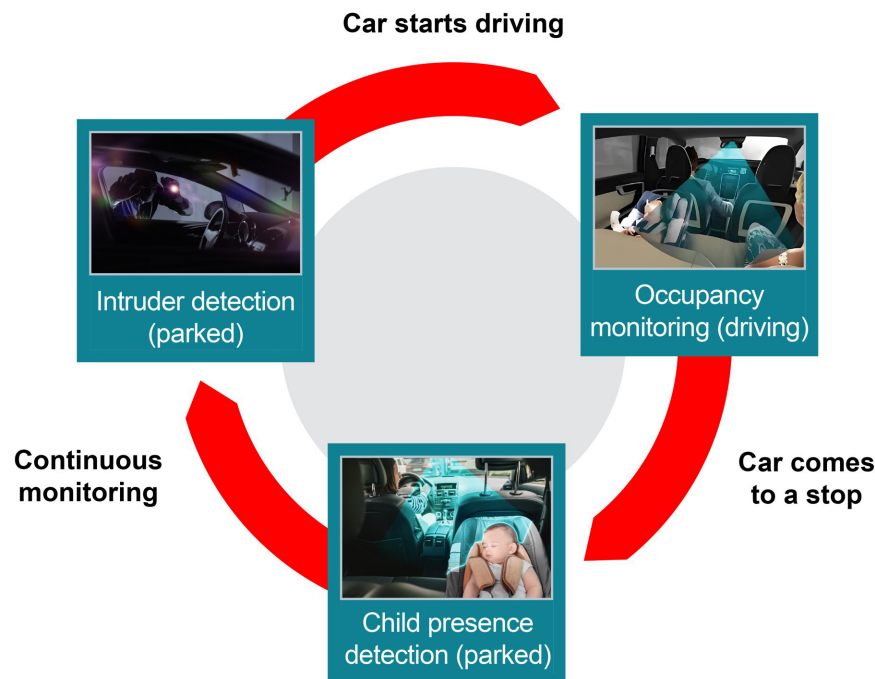 Car starts driving
Intruder detection
(parked)
Occupancy
monitoring (driving)
Continuous
monitoring
Car comes
to a stop
Child presence
detection (parked)